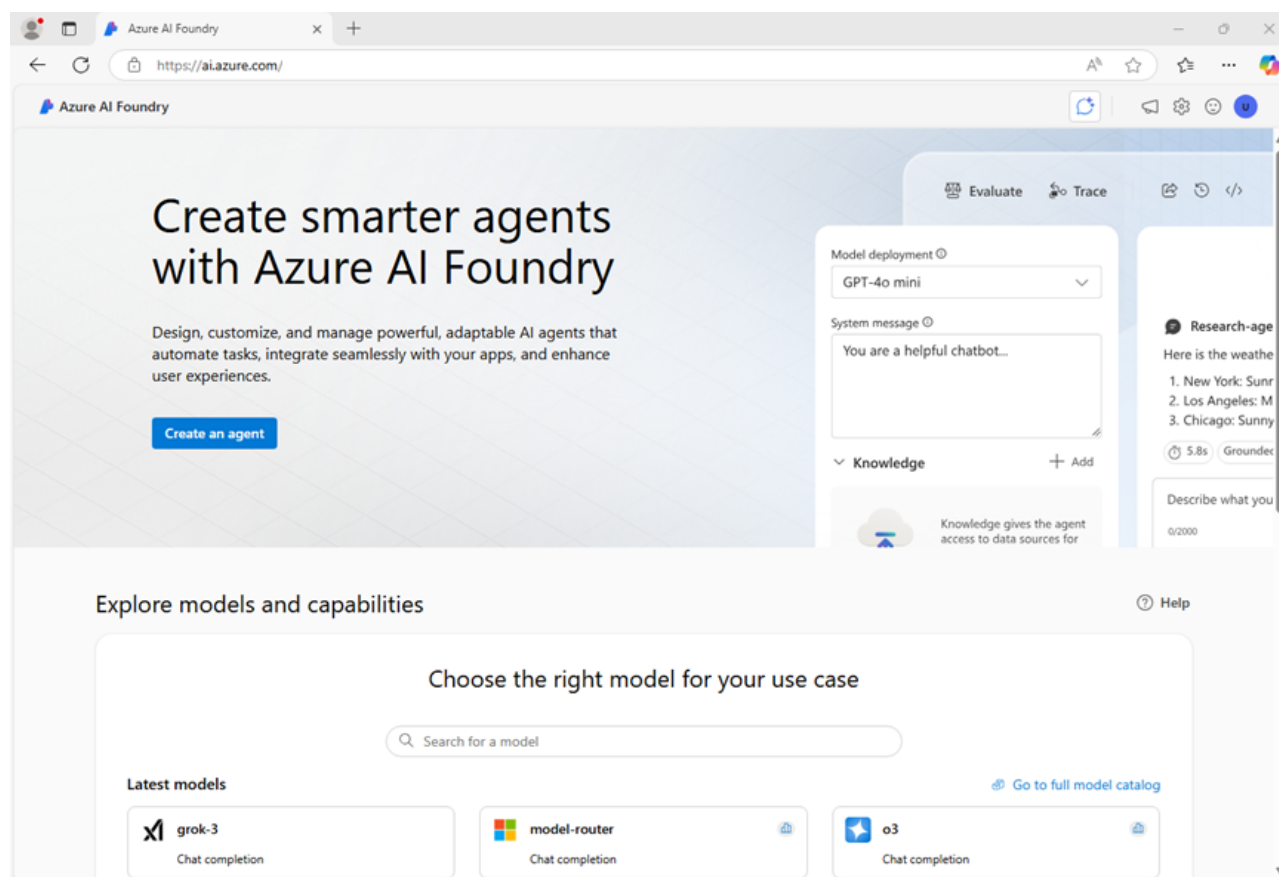 Azure AI Foundry
https://ai.azure.com/
Azure AI Foundry
U
Create smarter agents
with Azure AI Foundry
Design, customize, and manage powerful, adaptable AI agents that
automate tasks, integrate seamlessly with your apps, and enhance
user experiences.
Create an agent
Evaluate
Trace
Model deployment
GPT-4o mini
System message
You are a helpful chatbot...
Knowledge
Add
Knowledge gives the agent
access to data sources for
Research-age
Here is the weathe
1. New York: Sunr
2. Los Angeles: M
3. Chicago: Sunny
5.8s
Grounded
Describe what you
0/2000
Explore models and capabilities
Help
Choose the right model for your use case
Search for a model
Latest models
Go to full model catalog
grok-3
Chat completion
model-router
Chat completion
o3
Chat completion